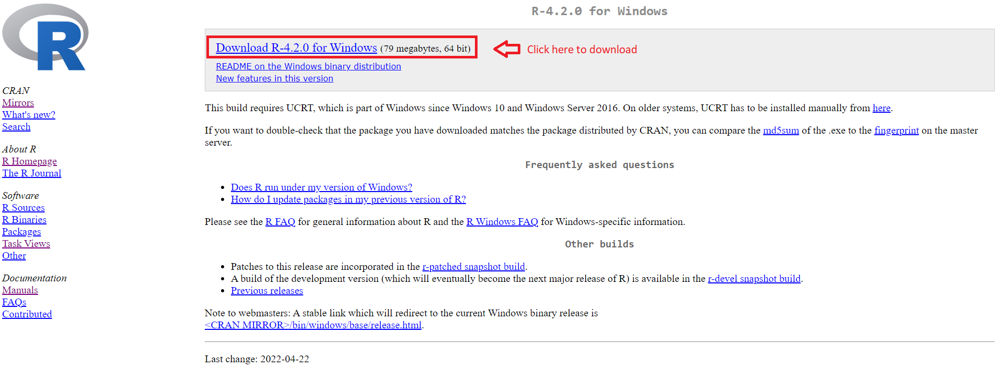 R
CRAN
Mirrors
What's new?
Search
About R
R Homepage
The R Journal
Software
R Sources
R Binaries
Packages
Task Views
Other
Documentation
Manuals
FAQs
Contributed
R-4.2.0 for Windows
Download R-4.2.0 for Windows (79 megabytes, 64 bit)
Click here to download
README on the Windows binary distribution
New features in this version
This build requires UCRT, which is part of Windows since Windows 10 and Windows Server 2016. On older systems, UCRT has to be installed manually from here.
If you want to double-check that the package you have downloaded matches the package distributed by CRAN, you can compare the md5sum of the .exe to the fingerprint on the master
server.
Frequently asked questions
• Does R run under my version of Windows?
• How do I update packages in my previous version of R?
Please see the R FAQ for general information about R and the R Windows FAQ for Windows-specific information.
Other builds
• Patches to this release are incorporated in the r-patched snapshot build.
• A build of the development version (which will eventually become the next major release of R) is available in the r-devel snapshot build.
• Previous releases
Note to webmasters: A stable link which will redirect to the current Windows binary release is
<CRAN MIRROR>/bin/windows/base/release.html.
Last change: 2022-04-22